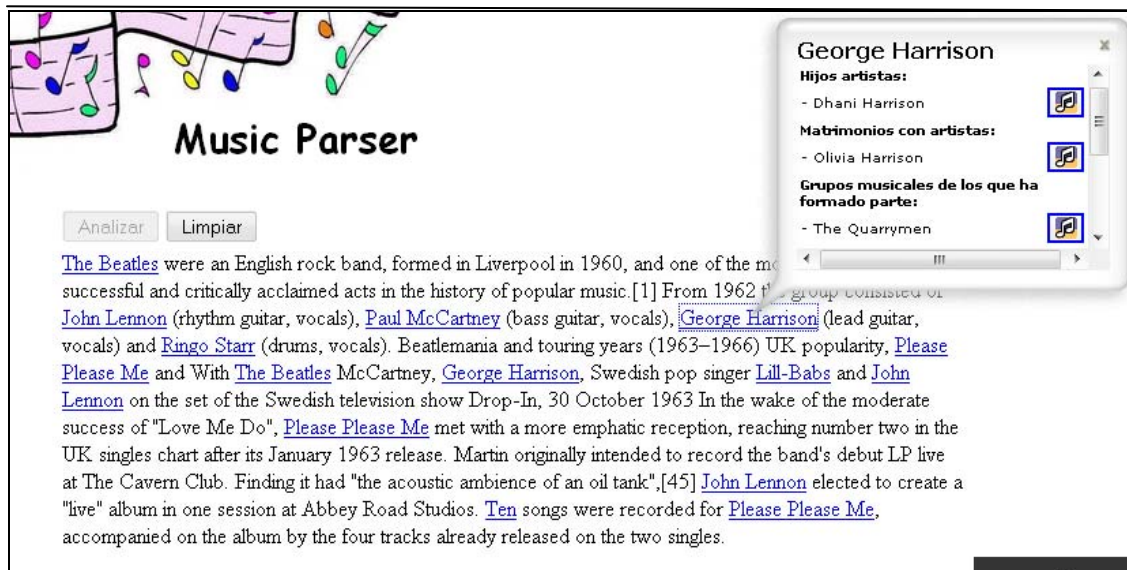 George Harrison
Hijos artistas:
- Dhani Harrison
Matrimonios con artistas:
- Olivia Harrison
Grupos musicales de los que ha
formado parte:
- The Quarrymen
Music Parser
Analizar Limpiar
The Beatles were an English rock band, formed in Liverpool in 1960, and one of the
successful and critically acclaimed acts in the history of popular music.[1] From 1962 the group consisted of
John Lennon (rhythm guitar, vocals), Paul McCartney (bass guitar, vocals), George Harrison (lead guitar,
vocals) and Ringo Starr (drums, vocals). Beatlemania and touring years (1963–1966) UK popularity, Please
Please Me and With The Beatles McCartney, George Harrison, Swedish pop singer Lill-Babs and John
Lennon on the set of the Swedish television show Drop-In, 30 October 1963 In the wake of the moderate
success of "Love Me Do", Please Please Me met with a more emphatic reception, reaching number two in the
UK singles chart after its January 1963 release. Martin originally intended to record the band's debut LP live
at The Cavern Club. Finding it had "the acoustic ambience of an oil tank",[45] John Lennon elected to create a
"live" album in one session at Abbey Road Studios. Ten songs were recorded for Please Please Me,
accompanied on the album by the four tracks already released on the two singles.